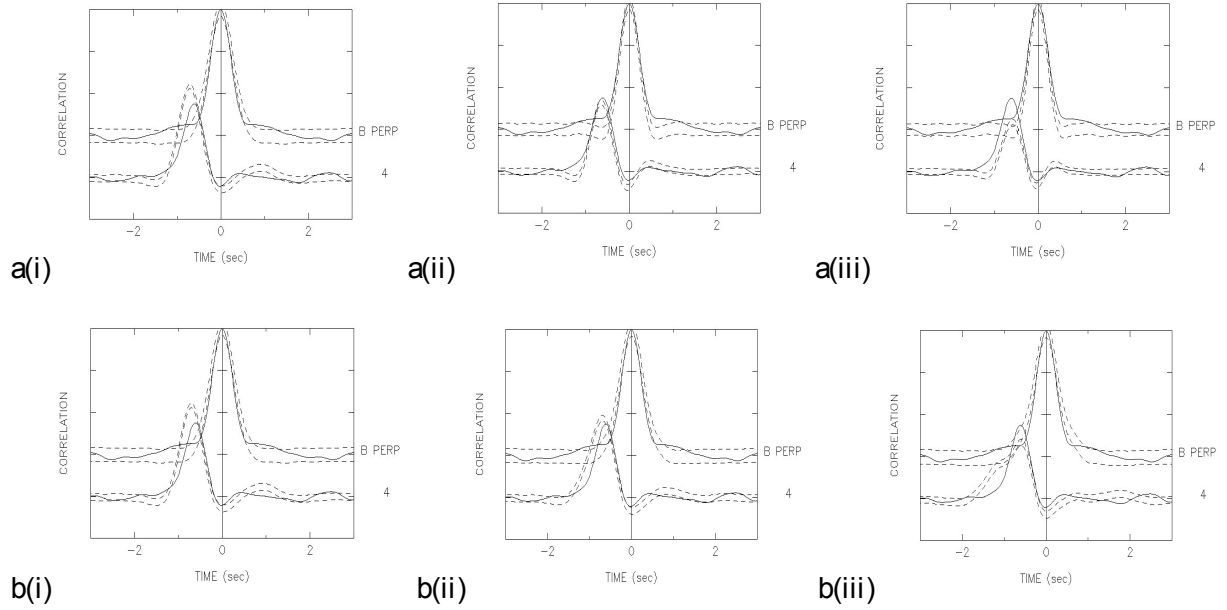 CORRELATION
B PERP
4
−2
0
2
TIME (sec)
a(i)
CORRELATION
B PERP
4
−2
0
2
TIME (sec)
a(ii)
CORRELATION
B PERP
4
−2
0
2
TIME (sec)
a(iii)
CORRELATION
B PERP
4
−2
0
2
TIME (sec)
b(i)
CORRELATION
B PERP
4
−2
0
2
TIME (sec)
b(ii)
CORRELATION
B PERP
4
−2
0
2
TIME (sec)
b(iii)